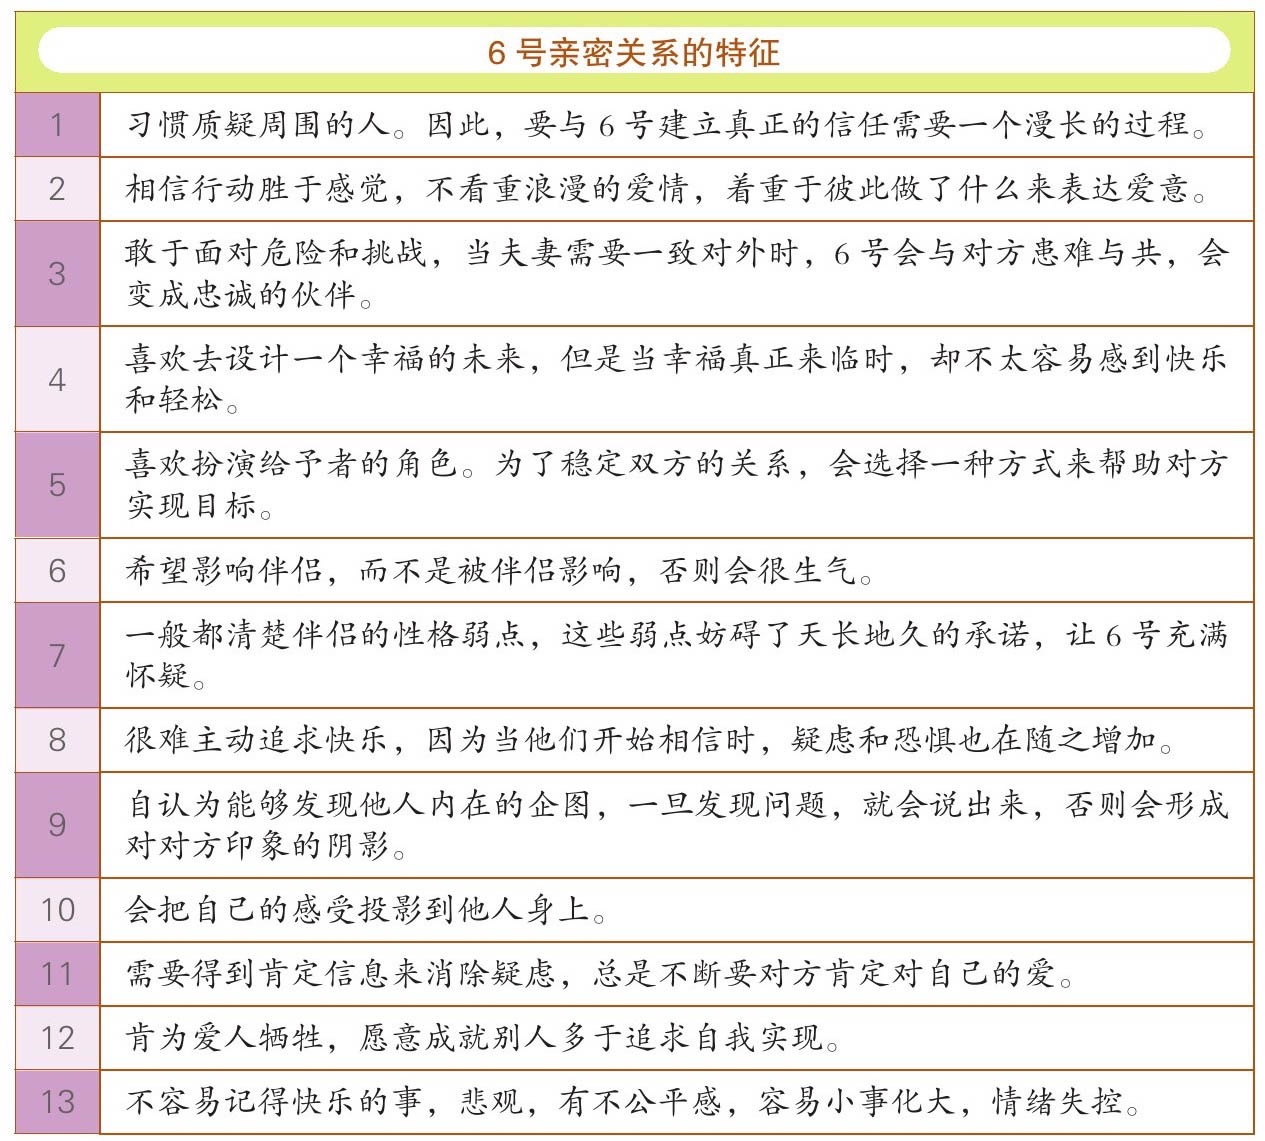 6号亲密关系的特征
1
习惯质疑周围的人。因此，要与6号建立真正的信任需要一个漫长的过程。
2
相信行动胜于感觉，不看重浪漫的爱情，着重于彼此做了什么来表达爱意。
3
敢于面对危险和挑战，当夫妻需要一致对外时，6号会与对方患难与共，会
变成忠诚的伙伴。
4
喜欢去设计一个幸福的未来，但是当幸福真正来临时，却不太容易感到快乐
和轻松。
5
喜欢扮演给予者的角色。为了稳定双方的关系，会选择一种方式来帮助对方
实现目标。
6
希望影响伴侣，而不是被伴侣影响，否则会很生气。
7
一般都清楚伴侣的性格弱点，这些弱点妨碍了天长地久的承诺，让6号充满
怀疑。
8
很难主动追求快乐，因为当他们开始相信时，疑虑和恐惧也在随之增加。
9
自认为能够发现他人内在的企图，一旦发现问题，就会说出来，否则会形成
对对方印象的阴影。
10
会把自己的感受投影到他人身上。
11
需要得到肯定信息来消除疑虑，总是不断要对方肯定对自己的爱。
12
肯为爱人牺牲，愿意成就别人多于追求自我实现。
13
不容易记得快乐的事，悲观，有不公平感，容易小事化大，情绪失控。